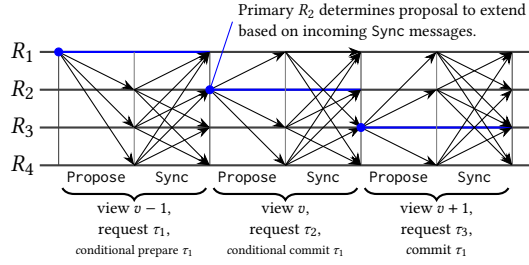 Primary R₂ determines proposal to extend
based on incoming Sync messages.
R₁
R₂
R₃
R₄
Propose Sync Propose Sync Propose Sync
view v − 1, view v, view v + 1,
request τ₁, request τ₂, request τ₃,
conditional prepare τ₁ conditional commit τ₁ commit τ₁